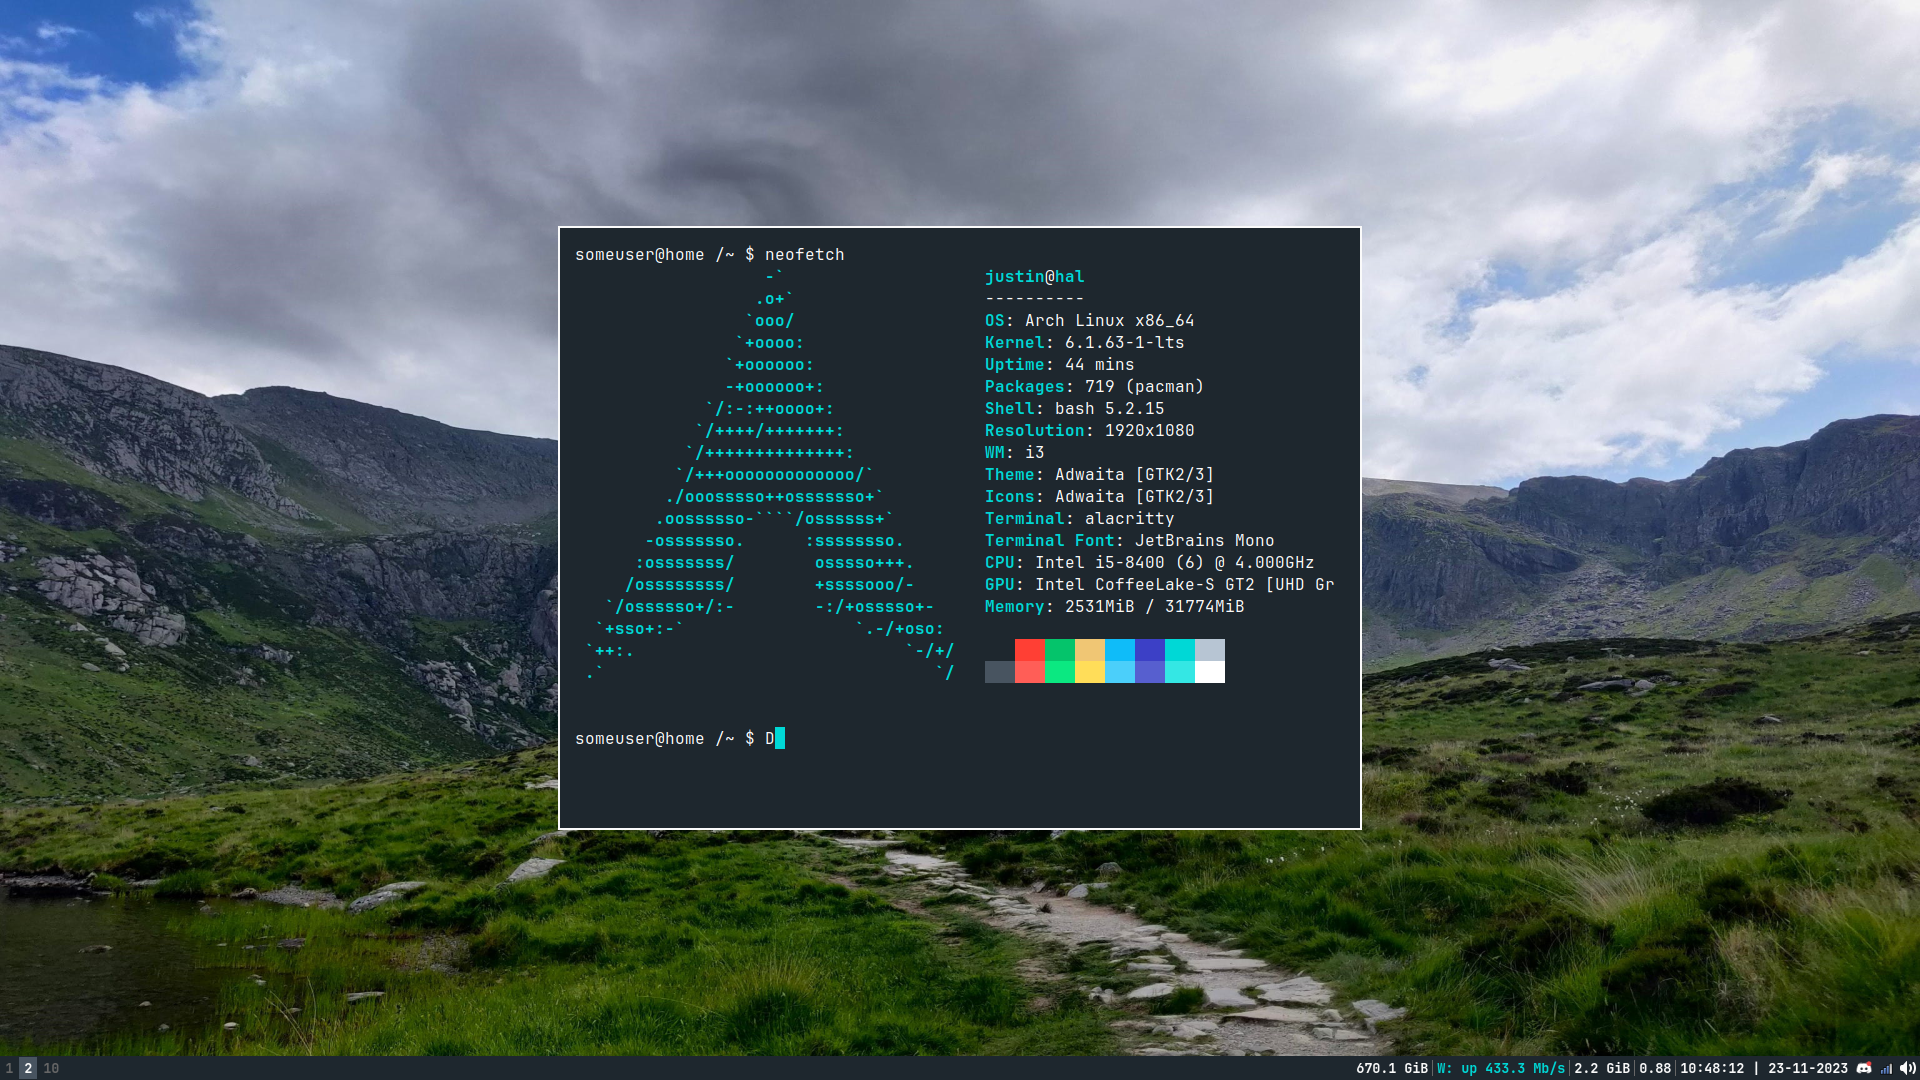 someuser@home /~ $ neofetch
                   -`                    justin@hal
                  .o+`                   ----------
                 `ooo/                   OS: Arch Linux x86_64
                `+oooo:                  Kernel: 6.1.63-1-lts
               `+oooooo:                 Uptime: 44 mins
               -+oooooo+:                Packages: 719 (pacman)
             `/:-:++oooo+:               Shell: bash 5.2.15
            `/++++/+++++++:              Resolution: 1920x1080
           `/++++++++++++++:             WM: i3
          `/+++ooooooooooooo/`           Theme: Adwaita [GTK2/3]
         ./ooosssso++osssssso+`          Icons: Adwaita [GTK2/3]
        .oossssso-````/ossssss+`         Terminal: alacritty
       -osssssso.      :ssssssso.        Terminal Font: JetBrains Mono
      :osssssss/        osssso+++.       CPU: Intel i5-8400 (6) @ 4.000GHz
     /ossssssss/        +ssssooo/-       GPU: Intel CoffeeLake-S GT2 [UHD Gr
   `/ossssso+/:-        -:/+osssso+-     Memory: 2531MiB / 31774MiB
  `+sso+:-`                 `.-/+oso:
 `++:.                           `-/+/
 .`                                 `/
someuser@home /~ $ D
1 2 10 670.1 GiB W: up 433.3 Mb/s 2.2 GiB 0.88 10:48:12 | 23-11-2023